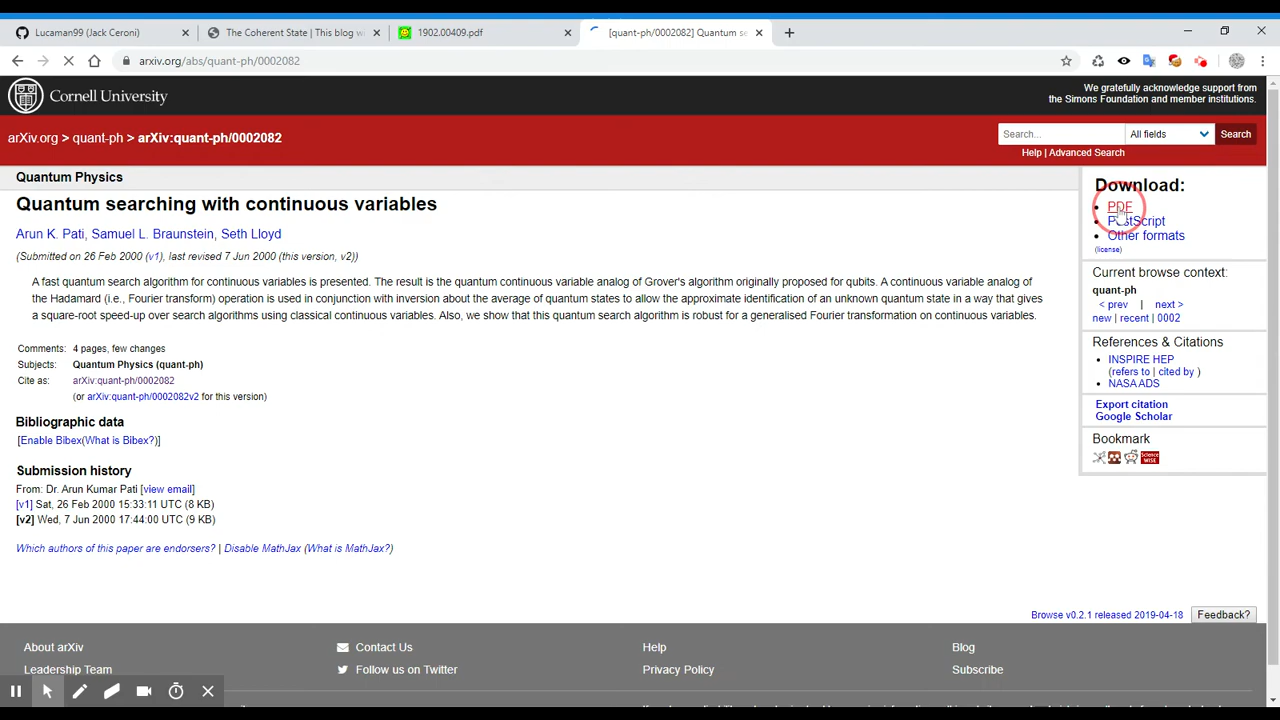 Lucaman99 (Jack Ceroni)
The Coherent State | This blog w
1902.00409.pdf
[quant-ph/0002082] Quantum se
arxiv.org/abs/quant-ph/0002082
Cornell University
We gratefully acknowledge support from
the Simons Foundation and member institutions.
arXiv.org > quant-ph > arXiv:quant-ph/0002082
Search...
All fields
Search
Help | Advanced Search
Quantum Physics
Quantum searching with continuous variables
Arun K. Pati, Samuel L. Braunstein, Seth Lloyd
(Submitted on 26 Feb 2000 (v1), last revised 7 Jun 2000 (this version, v2))
A fast quantum search algorithm for continuous variables is presented. The result is the quantum continuous variable analog of Grover's algorithm originally proposed for qubits. A continuous variable analog of
the Hadamard (i.e., Fourier transform) operation is used in conjunction with inversion about the average of quantum states to allow the approximate identification of an unknown quantum state in a way that gives
a square-root speed-up over search algorithms using classical continuous variables. Also, we show that this quantum search algorithm is robust for a generalised Fourier transformation on continuous variables.
Comments: 4 pages, few changes
Subjects: Quantum Physics (quant-ph)
Cite as: arXiv:quant-ph/0002082
(or arXiv:quant-ph/0002082v2 for this version)
Bibliographic data
[Enable Bibex(What is Bibex?)]
Submission history
From: Dr. Arun Kumar Pati [view email]
[v1] Sat, 26 Feb 2000 15:33:11 UTC (8 KB)
[v2] Wed, 7 Jun 2000 17:44:00 UTC (9 KB)
Which authors of this paper are endorsers? | Disable MathJax (What is MathJax?)
Download:
PDF
PostScript
Other formats
(license)
Current browse context:
quant-ph
< prev | next >
new | recent | 0002
References & Citations
INSPIRE HEP
(refers to | cited by )
NASA ADS
Export citation
Google Scholar
Bookmark
Science
WISE
Browse v0.2.1 released 2019-04-18
Feedback?
About arXiv
Contact Us
Help
Blog
Leadership Team
Follow us on Twitter
Privacy Policy
Subscribe